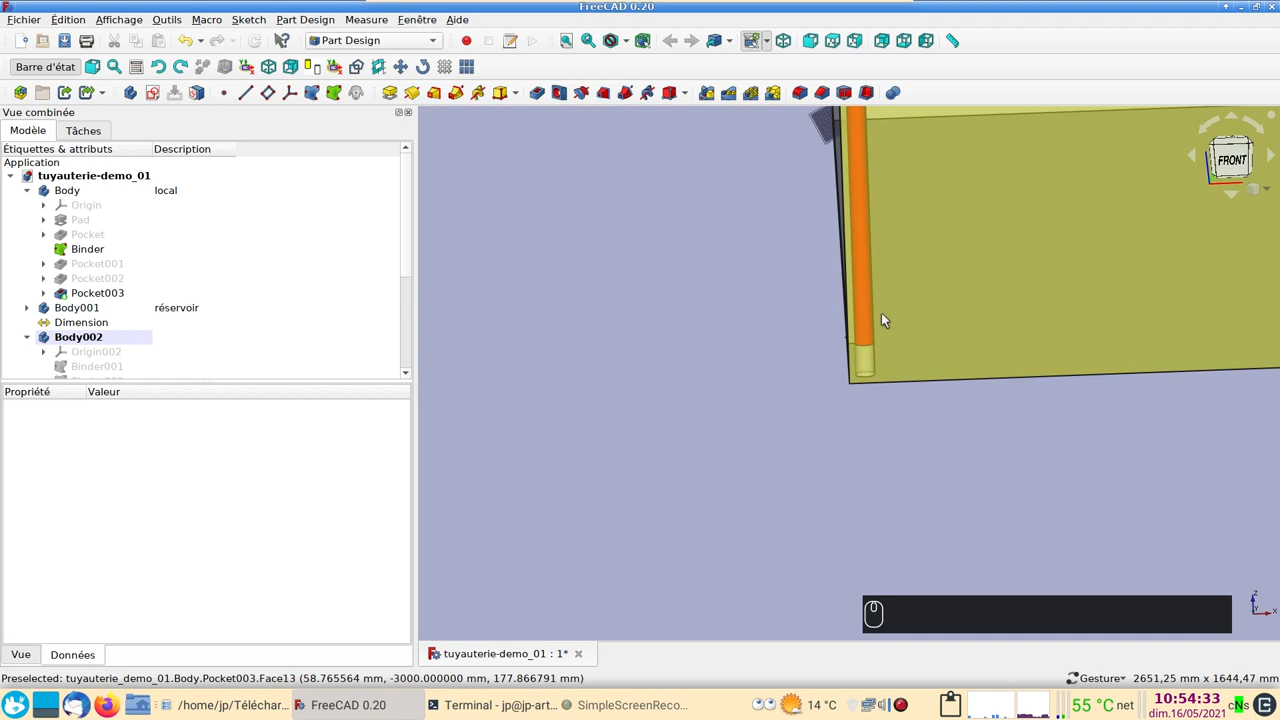 FreeCAD 0.20
Fichier Édition Affichage Outils Macro Sketch Part Design Measure Fenêtre Aide
Part Design
Barre d'état
Vue combinée
Modèle Tâches
Étiquettes & attributs Description
Application
tuyauterie-demo_01
Body local
Origin
Pad
Pocket
Binder
Pocket001
Pocket002
Pocket003
Body001 réservoir
Dimension
Body002
Origin002
Binder001
Propriété Valeur
FRONT
Z
X
Vue Données
tuyauterie-demo_01 : 1*
Preselected: tuyauterie_demo_01.Body.Pocket003.Face13 (58.765564 mm, -3000.000000 mm, 177.866791 mm)
Gesture
2651,25 mm x 1644,47 mm
/home/jp/Téléchar...
FreeCAD 0.20
Terminal - jp@jp-art...
SimpleScreenReco...
14 °C
55 °C net
10:54:33
dim.16/05/2021
cNs